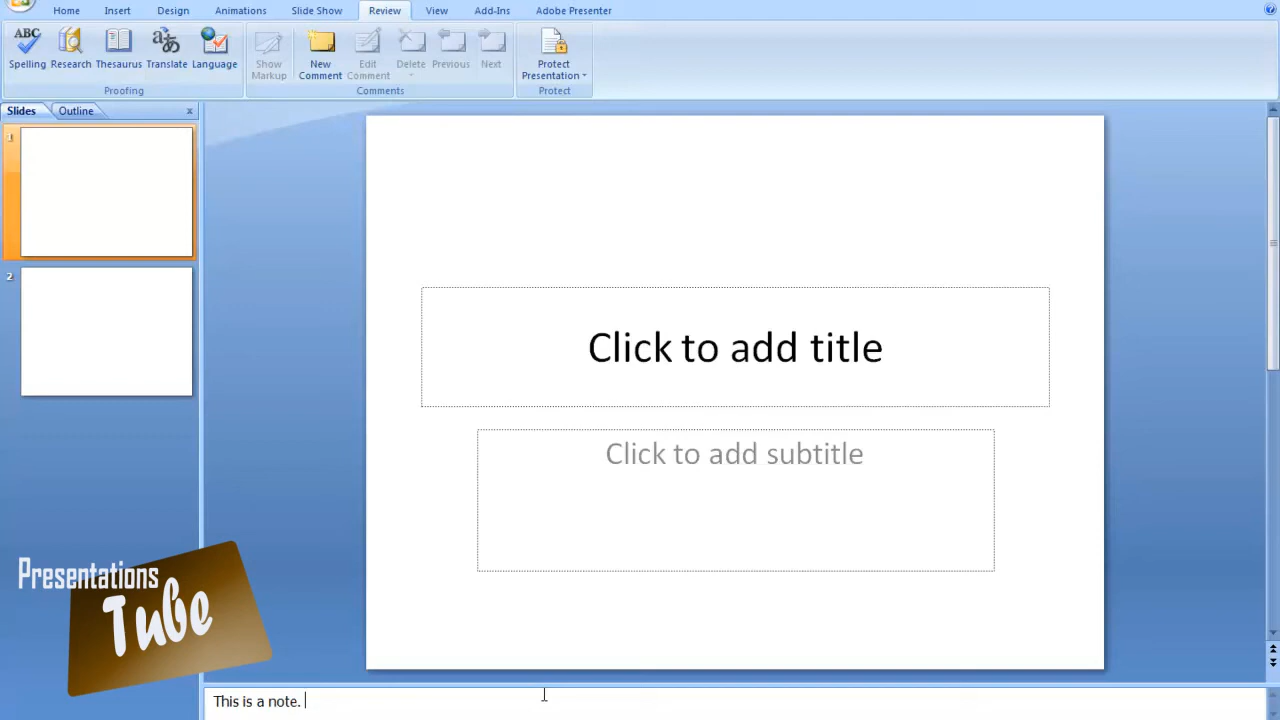 Home Insert Design Animations Slide Show Review View Add-Ins Adobe Presenter
ABC
Spelling Research Thesaurus Translate Language
Show Markup
New Comment
Edit Comment
Delete Previous Next
Protect Presentation
Proofing Comments Protect
Slides Outline
1
2
Click to add title
Click to add subtitle
Presentations
Tube
This is a note.